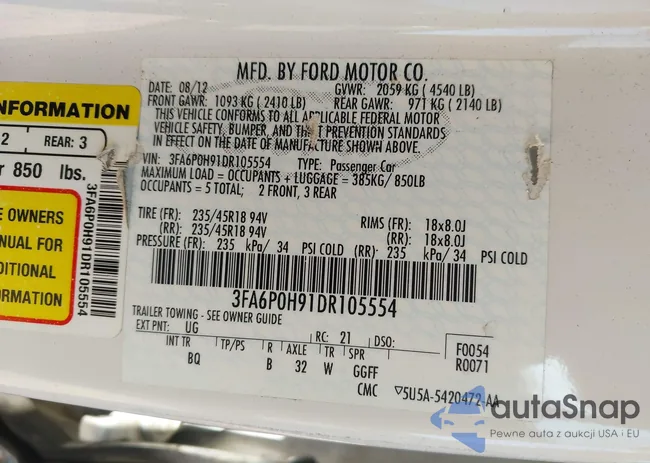 MFD. BY FORD MOTOR CO.
DATE: 08/12 GVWR: 2059 KG (4540 LB)
FRONT GAWR: 1093 KG (2410 LB) REAR GAWR: 971 KG (2140 LB)
THIS VEHICLE CONFORMS TO ALL APPLICABLE FEDERAL MOTOR
VEHICLE SAFETY, BUMPER, AND THEFT PREVENTION STANDARDS
IN EFFECT ON THE DATE OF MANUFACTURE SHOWN ABOVE.
VIN: 3FA6P0H91DR105554 TYPE: Passenger Car
MAXIMUM LOAD = OCCUPANTS + LUGGAGE = 385KG/ 850LB
OCCUPANTS = 5 TOTAL; 2 FRONT, 3 REAR
TIRE (FR): 235/45R18 94V RIMS (FR): 18x8.0J
(RR): 235/45R18 94V (RR): 18x8.0J
PRESSURE (FR): 235 kPa/ 34 PSI COLD (RR): 235 kPa/ 34 PSI COLD
3FA6P0H91DR105554
TRAILER TOWING - SEE OWNER GUIDE
EXT PNT: UG RC: 21 DSO:
INT TR TP/PS R AXLE TR SPR
BQ B 32 W GGFF
F0054
R0071
CMC 5U5A-5420472-AA
INFORMATION
2 REAR: 3
850 lbs.
OWNERS
FOR
INFORMATION
3FA6P0H91DR105554
autaSnap
Pewne auta z aukcji USA i EU